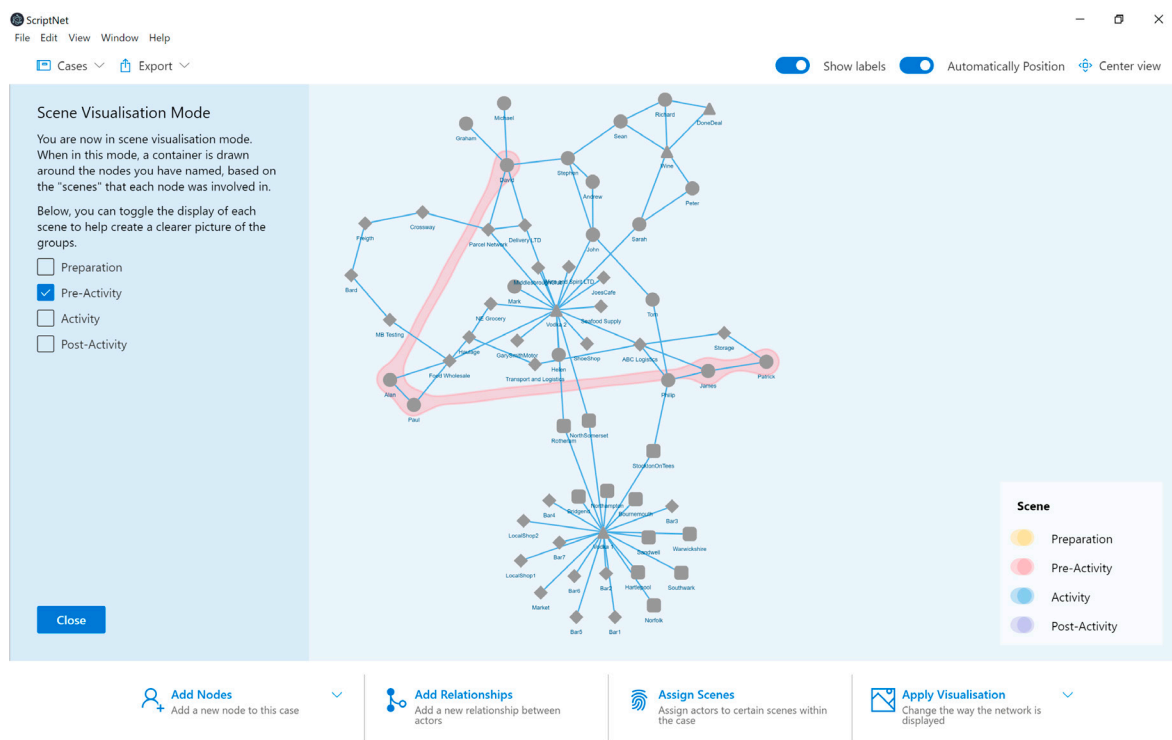 ScriptNet
File Edit View Window Help
Cases Export Show labels Automatically Position Center view
Scene Visualisation Mode
You are now in scene visualisation mode.
When in this mode, a container is drawn
around the nodes you have named, based on
the "scenes" that each node was involved in.
Below, you can toggle the display of each
scene to help create a clearer picture of the
groups.
Preparation
Pre-Activity
Activity
Post-Activity
Close
Michael
Graham
Richard
DoneDeal
Sean
Wine
Stephen
David
Andrew
Peter
Crossway
Freigth
Parcel Network
Delivery LTD
John
Sarah
Bard
JoesCafe
Mark
Tom
NE Grocery
Seafood Supply
Vodka 2
MB Testing
Storage
Haulage
GarySmithMotor
ShoeShop
ABC Logistics
Helen
Food Wholesale
Transport and Logistics
Patrick
James
Alan
Philip
Paul
Rotheram
NorthSomerset
StocktonOnTees
Northampton
Bridgend
Bournemouth
Bar4
Bar3
LocalShop2
Vodka 1
Sandwell
Warwickshire
Bar7
LocalShop1
Bar6
Bar2
Hartlepool
Southwark
Market
Norfolk
Bar5
Bar1
Scene
Preparation
Pre-Activity
Activity
Post-Activity
Add Nodes
Add a new node to this case
Add Relationships
Add a new relationship between
actors
Assign Scenes
Assign actors to certain scenes within
the case
Apply Visualisation
Change the way the network is
displayed